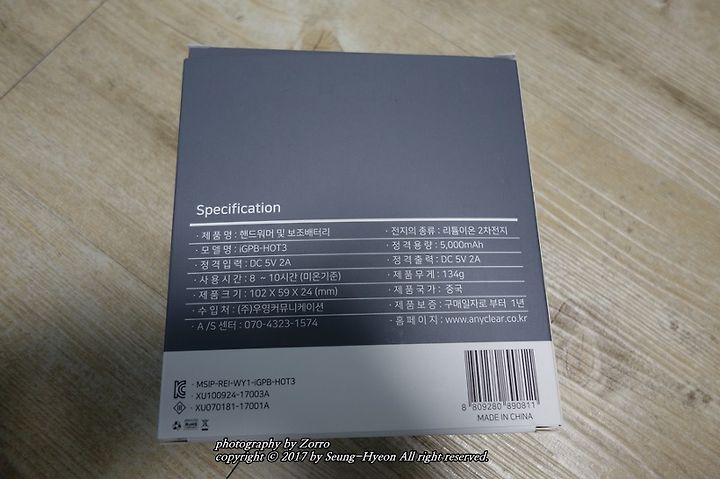 Specification
· 제품명 : 핸드워머 및 보조배터리
· 모델명 : iGPB-HOT3
· 정격입력 : DC 5V 2A
· 사용시간 : 8 ~ 10시간 (미온기준)
· 제품크기 : 102 X 59 X 24 (mm)
· 수입처 : (주)우영커뮤니케이션
· A/S센터 : 070-4323-1574
· 전지의 종류 : 리튬이온 2차전지
· 정격용량 : 5,000mAh
· 정격출력 : DC 5V 2A
· 제품무게 : 134g
· 제품국가 : 중국
· 제품보증 : 구매일자로 부터 1년
· 홈페이지 : www.anyclear.co.kr
· MSIP-REI-WY1-iGPB-HOT3
· XU100924-17003A
· XU070181-17001A
RoHS
8 809280 890811
MADE IN CHINA
photography by Zorro
copyright © 2017 by Seung-Hyeon All right reserved.